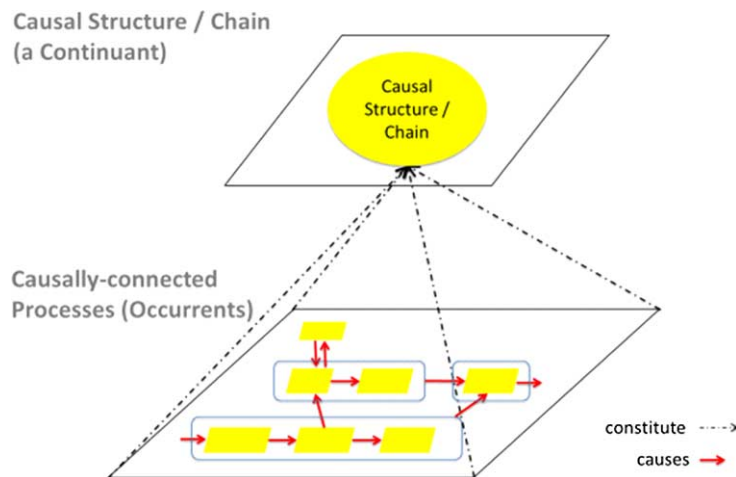 Causal Structure / Chain
(a Continuant)
Causal
Structure /
Chain
Causally-connected
Processes (Occurrents)
constitute
causes